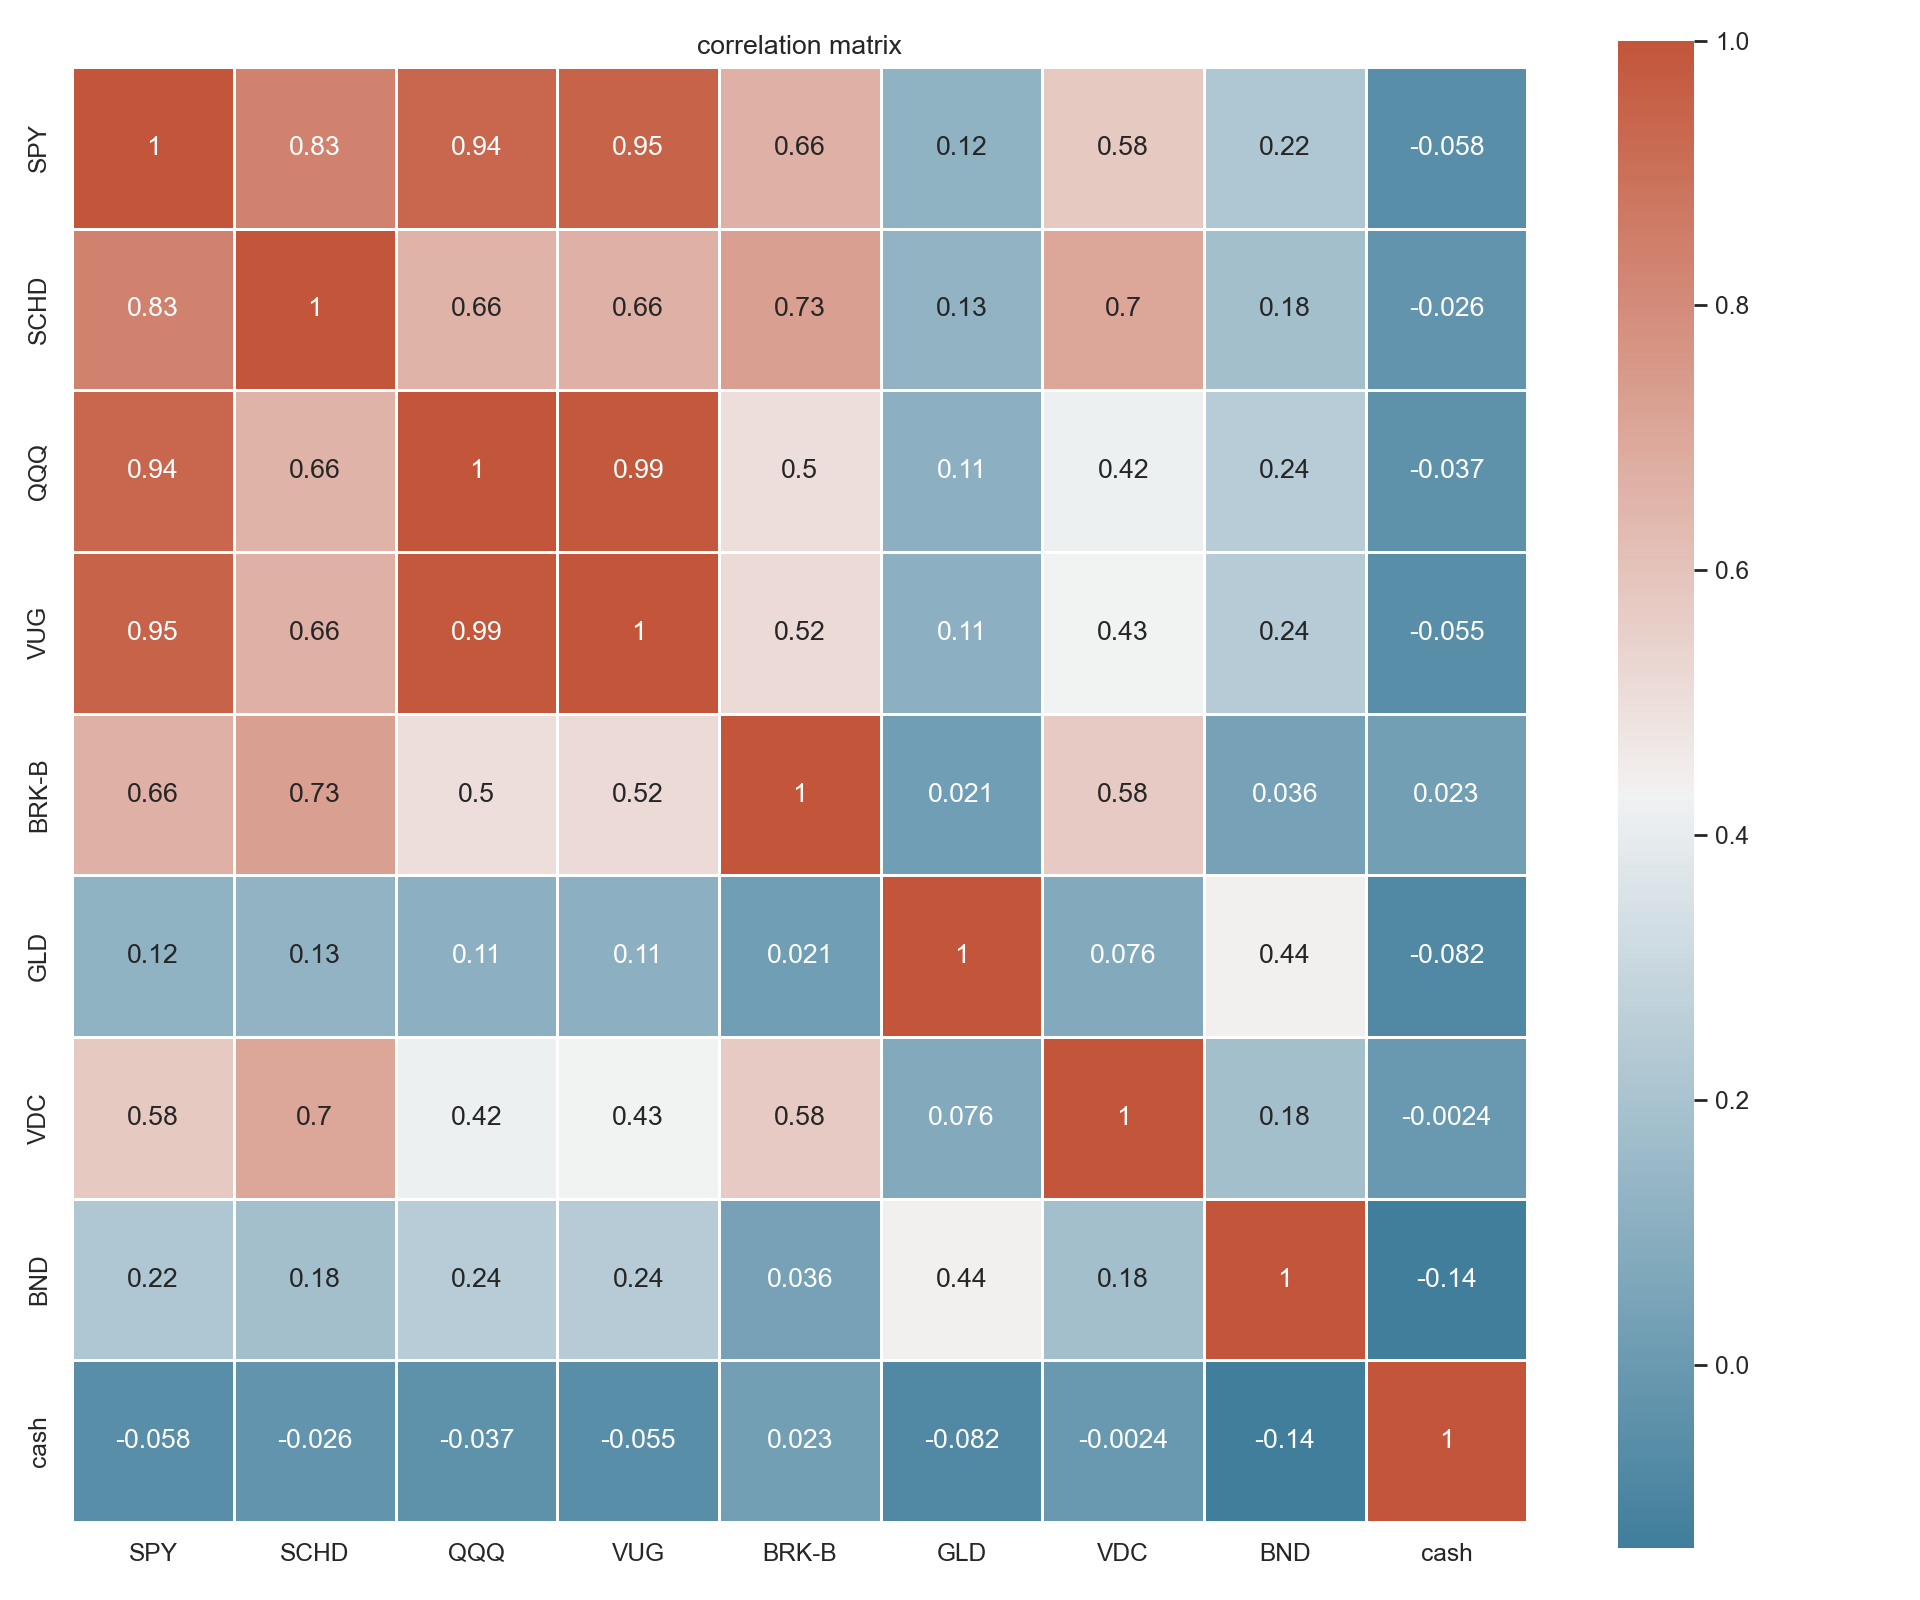 correlation matrix
SPY 1 0.83 0.94 0.95 0.66 0.12 0.58 0.22 -0.058
SCHD 0.83 1 0.66 0.66 0.73 0.13 0.7 0.18 -0.026
QQQ 0.94 0.66 1 0.99 0.5 0.11 0.42 0.24 -0.037
VUG 0.95 0.66 0.99 1 0.52 0.11 0.43 0.24 -0.055
BRK-B 0.66 0.73 0.5 0.52 1 0.021 0.58 0.036 0.023
GLD 0.12 0.13 0.11 0.11 0.021 1 0.076 0.44 -0.082
VDC 0.58 0.7 0.42 0.43 0.58 0.076 1 0.18 -0.0024
BND 0.22 0.18 0.24 0.24 0.036 0.44 0.18 1 -0.14
cash -0.058 -0.026 -0.037 -0.055 0.023 -0.082 -0.0024 -0.14 1
SPY SCHD QQQ VUG BRK-B GLD VDC BND cash
1.0
0.8
0.6
0.4
0.2
0.0